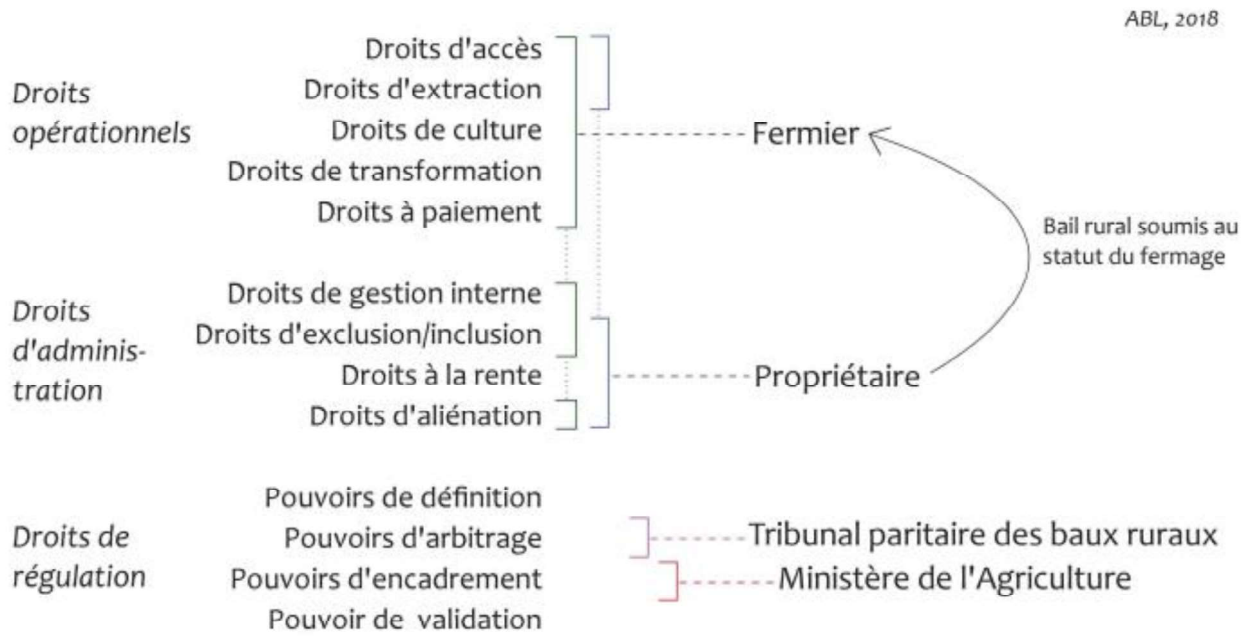 ABL, 2018
Droits
opérationnels
Droits d'accès
Droits d'extraction
Droits de culture
Droits de transformation
Droits à paiement
Fermier
Bail rural soumis au
statut du fermage
Droits
d'adminis-
tration
Droits de gestion interne
Droits d'exclusion/inclusion
Droits à la rente
Droits d'aliénation
Propriétaire
Droits de
régulation
Pouvoirs de définition
Pouvoirs d'arbitrage
Pouvoirs d'encadrement
Pouvoir de validation
Tribunal paritaire des baux ruraux
Ministère de l'Agriculture